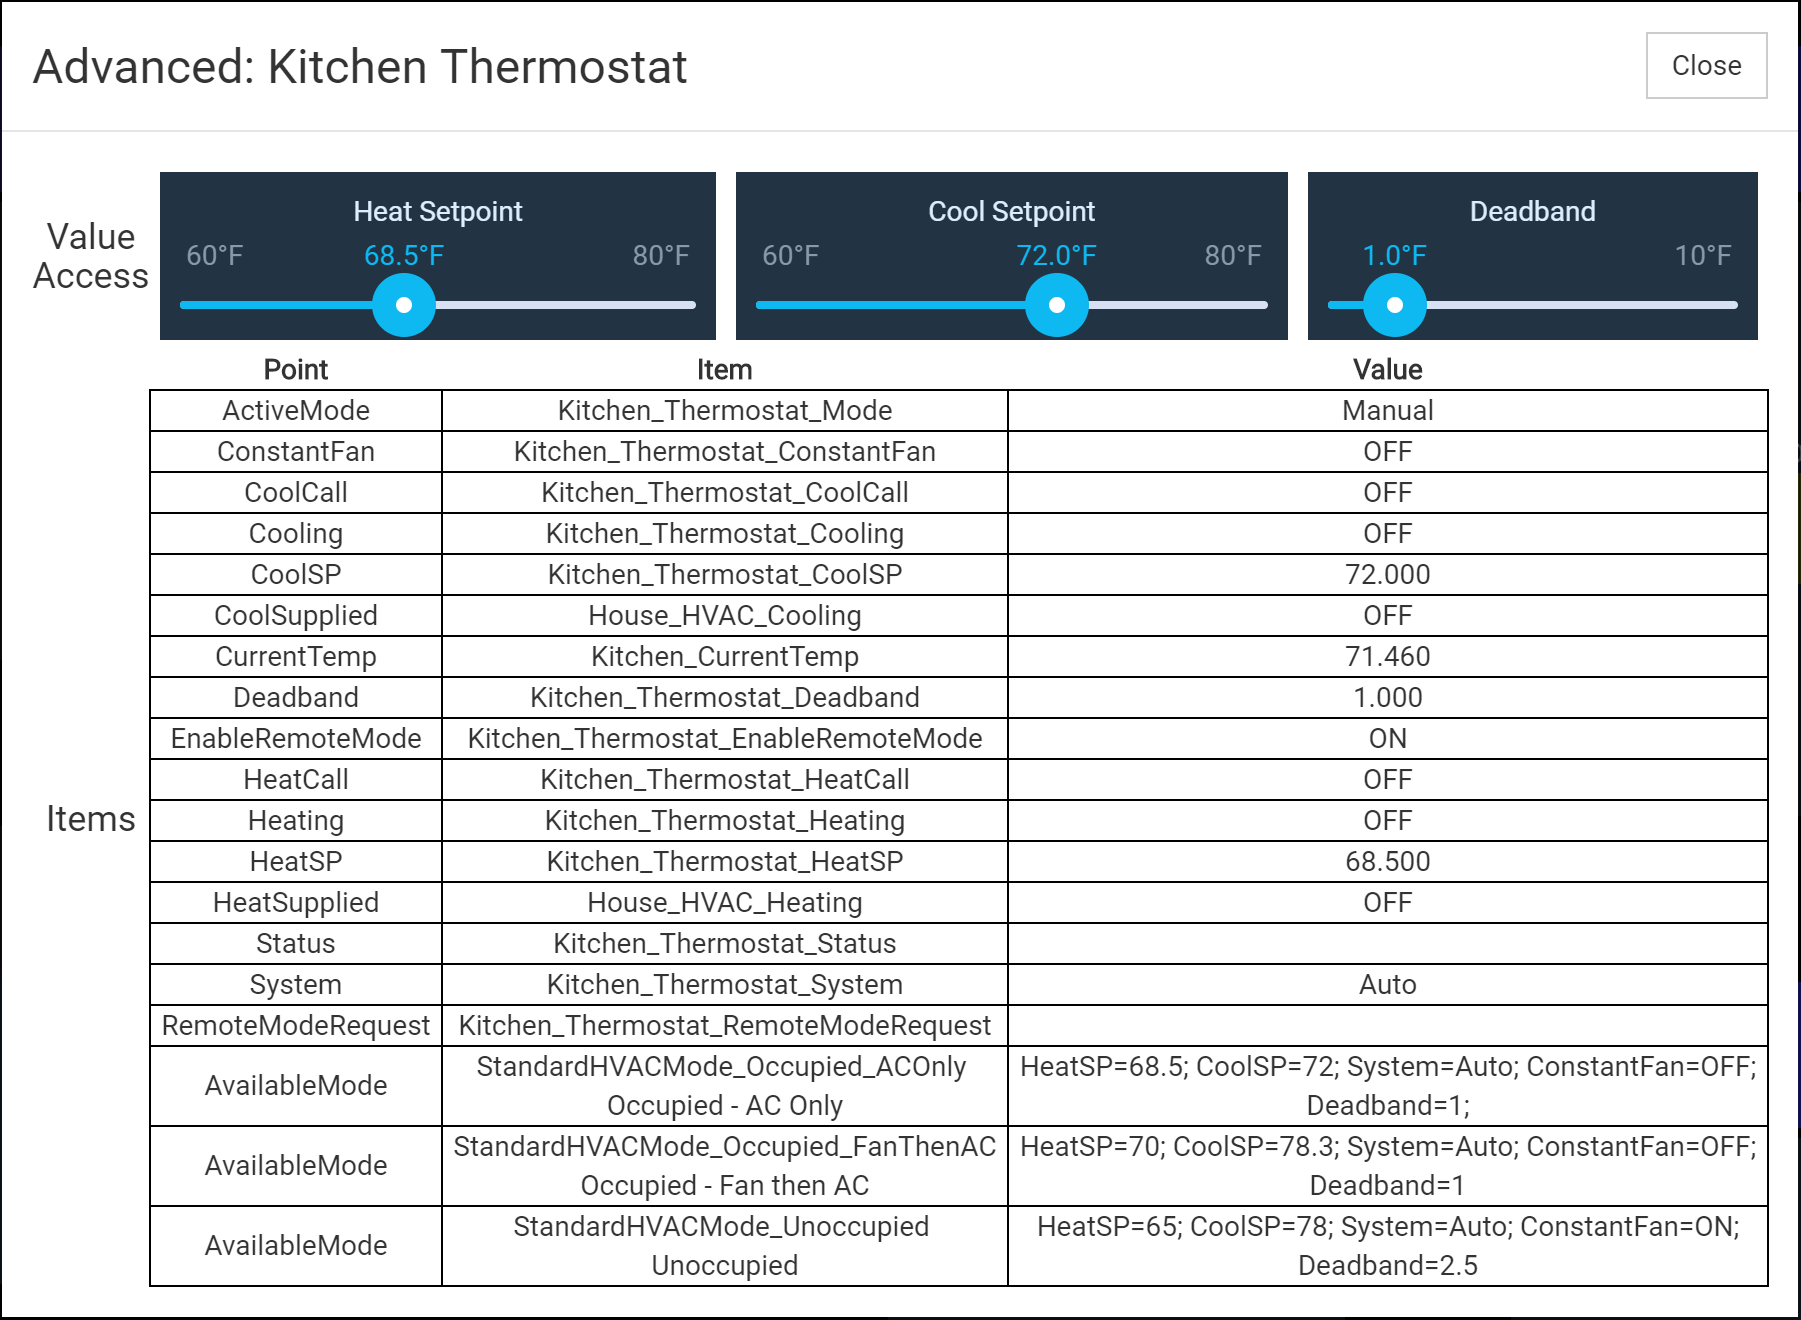 Advanced: Kitchen Thermostat
Close
Value
Access
Heat Setpoint
60°F 68.5°F 80°F
Cool Setpoint
60°F 72.0°F 80°F
Deadband
1.0°F 10°F
Items
Point Item Value
ActiveMode Kitchen_Thermostat_Mode Manual
ConstantFan Kitchen_Thermostat_ConstantFan OFF
CoolCall Kitchen_Thermostat_CoolCall OFF
Cooling Kitchen_Thermostat_Cooling OFF
CoolSP Kitchen_Thermostat_CoolSP 72.000
CoolSupplied House_HVAC_Cooling OFF
CurrentTemp Kitchen_CurrentTemp 71.460
Deadband Kitchen_Thermostat_Deadband 1.000
EnableRemoteMode Kitchen_Thermostat_EnableRemoteMode ON
HeatCall Kitchen_Thermostat_HeatCall OFF
Heating Kitchen_Thermostat_Heating OFF
HeatSP Kitchen_Thermostat_HeatSP 68.500
HeatSupplied House_HVAC_Heating OFF
Status Kitchen_Thermostat_Status
System Kitchen_Thermostat_System Auto
RemoteModeRequest Kitchen_Thermostat_RemoteModeRequest
AvailableMode
StandardHVACMode_Occupied_ACOnly
Occupied - AC Only
HeatSP=68.5; CoolSP=72; System=Auto; ConstantFan=OFF;
Deadband=1;
AvailableMode
StandardHVACMode_Occupied_FanThenAC
Occupied - Fan then AC
HeatSP=70; CoolSP=78.3; System=Auto; ConstantFan=OFF;
Deadband=1
AvailableMode
StandardHVACMode_Unoccupied
Unoccupied
HeatSP=65; CoolSP=78; System=Auto; ConstantFan=ON;
Deadband=2.5